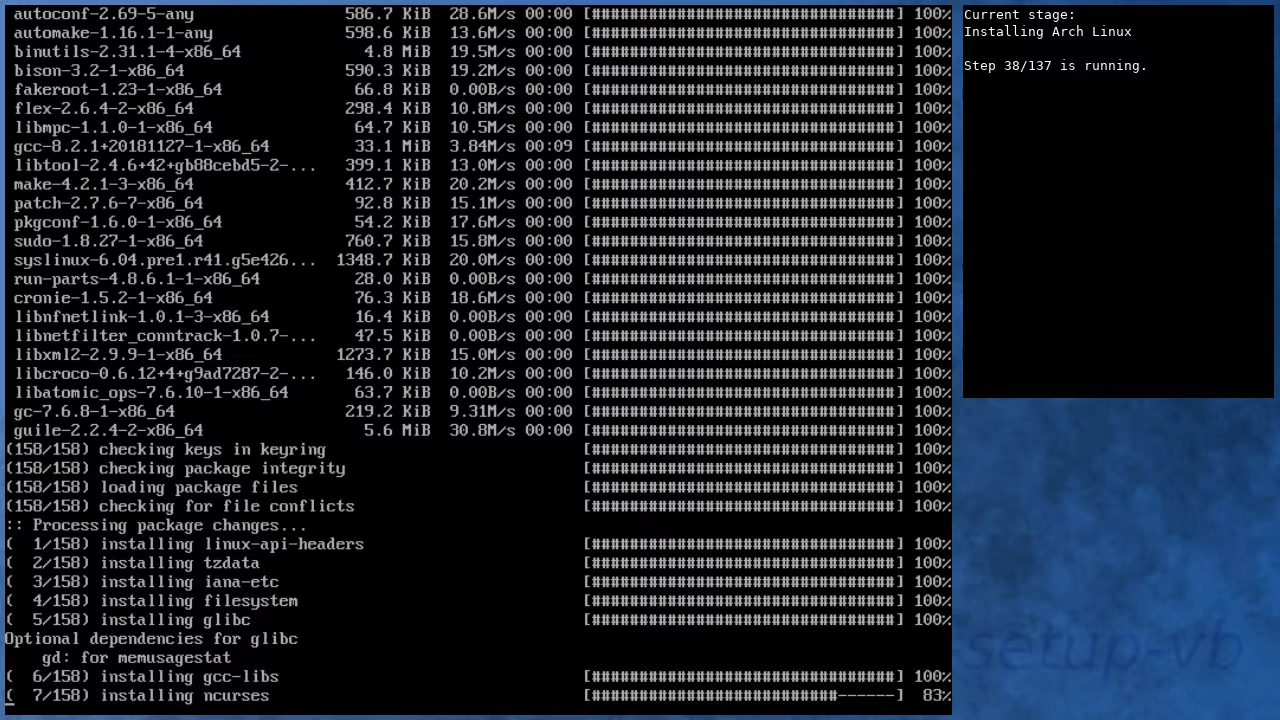 autoconf-2.69-5-any 586.7 KiB 28.6M/s 00:00 [################################] 100%
automake-1.16.1-1-any 598.6 KiB 13.6M/s 00:00 [################################] 100%
binutils-2.31.1-4-x86_64 4.8 MiB 19.5M/s 00:00 [################################] 100%
bison-3.2-1-x86_64 590.3 KiB 19.2M/s 00:00 [################################] 100%
fakeroot-1.23-1-x86_64 66.8 KiB 0.00B/s 00:00 [################################] 100%
flex-2.6.4-2-x86_64 298.4 KiB 10.8M/s 00:00 [################################] 100%
libmpc-1.1.0-1-x86_64 64.7 KiB 10.5M/s 00:00 [################################] 100%
gcc-8.2.1+20181127-1-x86_64 33.1 MiB 3.84M/s 00:09 [################################] 100%
libtool-2.4.6+42+gb88cebd5-2-... 399.1 KiB 13.0M/s 00:00 [################################] 100%
make-4.2.1-3-x86_64 412.7 KiB 20.2M/s 00:00 [################################] 100%
patch-2.7.6-7-x86_64 92.8 KiB 15.1M/s 00:00 [################################] 100%
pkgconf-1.6.0-1-x86_64 54.2 KiB 17.6M/s 00:00 [################################] 100%
sudo-1.8.27-1-x86_64 760.7 KiB 15.8M/s 00:00 [################################] 100%
syslinux-6.04.pre1.r41.g5e426... 1348.7 KiB 20.0M/s 00:00 [################################] 100%
run-parts-4.8.6.1-1-x86_64 28.0 KiB 0.00B/s 00:00 [################################] 100%
cronie-1.5.2-1-x86_64 76.3 KiB 18.6M/s 00:00 [################################] 100%
libnfnetlink-1.0.1-3-x86_64 16.4 KiB 0.00B/s 00:00 [################################] 100%
libnetfilter_conntrack-1.0.7-... 47.5 KiB 0.00B/s 00:00 [################################] 100%
libxml2-2.9.9-1-x86_64 1273.7 KiB 15.0M/s 00:00 [################################] 100%
libcroco-0.6.12+4+g9ad7287-2-... 146.0 KiB 10.2M/s 00:00 [################################] 100%
libatomic_ops-7.6.10-1-x86_64 63.7 KiB 0.00B/s 00:00 [################################] 100%
gc-7.6.8-1-x86_64 219.2 KiB 9.31M/s 00:00 [################################] 100%
guile-2.2.4-2-x86_64 5.6 MiB 30.8M/s 00:00 [################################] 100%
(158/158) checking keys in keyring [################################] 100%
(158/158) checking package integrity [################################] 100%
(158/158) loading package files [################################] 100%
(158/158) checking for file conflicts [################################] 100%
:: Processing package changes...
( 1/158) installing linux-api-headers [################################] 100%
( 2/158) installing tzdata [################################] 100%
( 3/158) installing iana-etc [################################] 100%
( 4/158) installing filesystem [################################] 100%
( 5/158) installing glibc [################################] 100%
Optional dependencies for glibc
gd: for memusagestat
( 6/158) installing gcc-libs [################################] 100%
( 7/158) installing ncurses [##########################------] 83%
Current stage:
Installing Arch Linux
Step 38/137 is running.
setup-vb